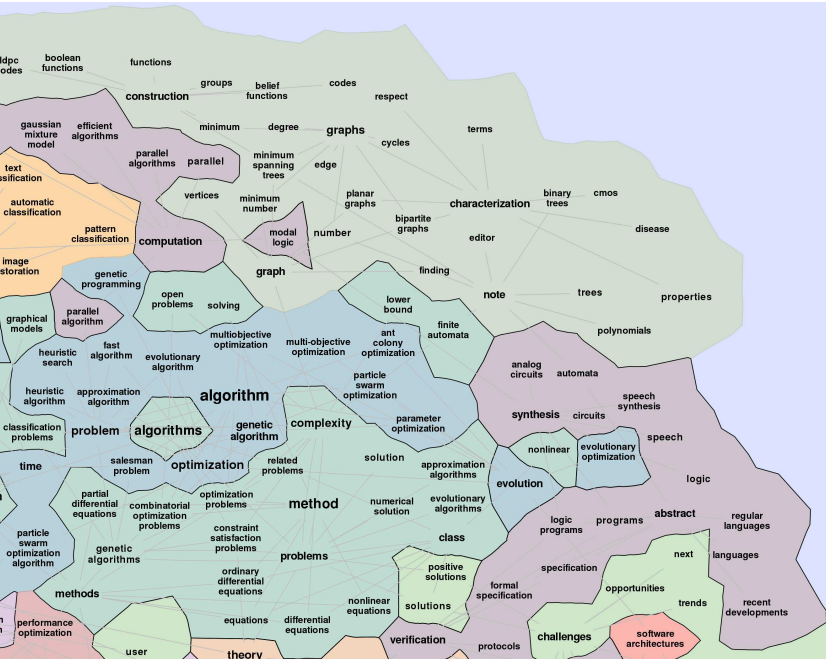 ldpc
odes
boolean
functions
functions
groups
belief
functions
codes
respect
construction
gaussian
mixture
model
efficient
algorithms
minimum
degree
graphs
cycles
terms
parallel
algorithms
parallel
minimum
spanning
trees
edge
text
ssification
automatic
classification
vertices
minimum
number
planar
graphs
characterization
binary
trees
cmos
pattern
classification
computation
modal
logic
number
bipartite
graphs
editor
disease
image
storation
genetic
programming
graph
finding
note
trees
properties
open
problems
solving
lower
bound
graphical
models
parallel
algorithm
finite
automata
polynomials
heuristic
search
fast
algorithm
evolutionary
algorithm
multiobjective
optimization
multi-objective
optimization
ant
colony
optimization
analog
circuits
automata
heuristic
algorithm
approximation
algorithm
algorithm
particle
swarm
optimization
synthesis
circuits
speech
synthesis
classification
problems
problem
algorithms
genetic
algorithm
complexity
parameter
optimization
speech
nonlinear
evolutionary
optimization
time
salesman
problem
optimization
related
problems
solution
approximation
algorithms
evolution
logic
partial
differential
equations
combinatorial
optimization
problems
optimization
problems
method
numerical
solution
evolutionary
algorithms
logic
programs
programs
abstract
regular
languages
particle
swarm
optimization
algorithm
genetic
algorithms
constraint
satisfaction
problems
problems
class
next
languages
ordinary
differential
equations
positive
solutions
specification
formal
specification
opportunities
methods
nonlinear
equations
solutions
trends
recent
developments
performance
optimization
equations
differential
equations
verification
protocols
challenges
software
architectures
user
theory